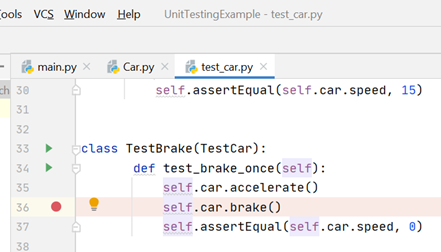 Tools VCS Window Help UnitTestingExample - test_car.py
main.py Car.py test_car.py
30 self.assertEqual(self.car.speed, 15)
31
32
33 class TestBrake(TestCar):
34 def test_brake_once(self):
35 self.car.accelerate()
36 self.car.brake()
37 self.assertEqual(self.car.speed, 0)